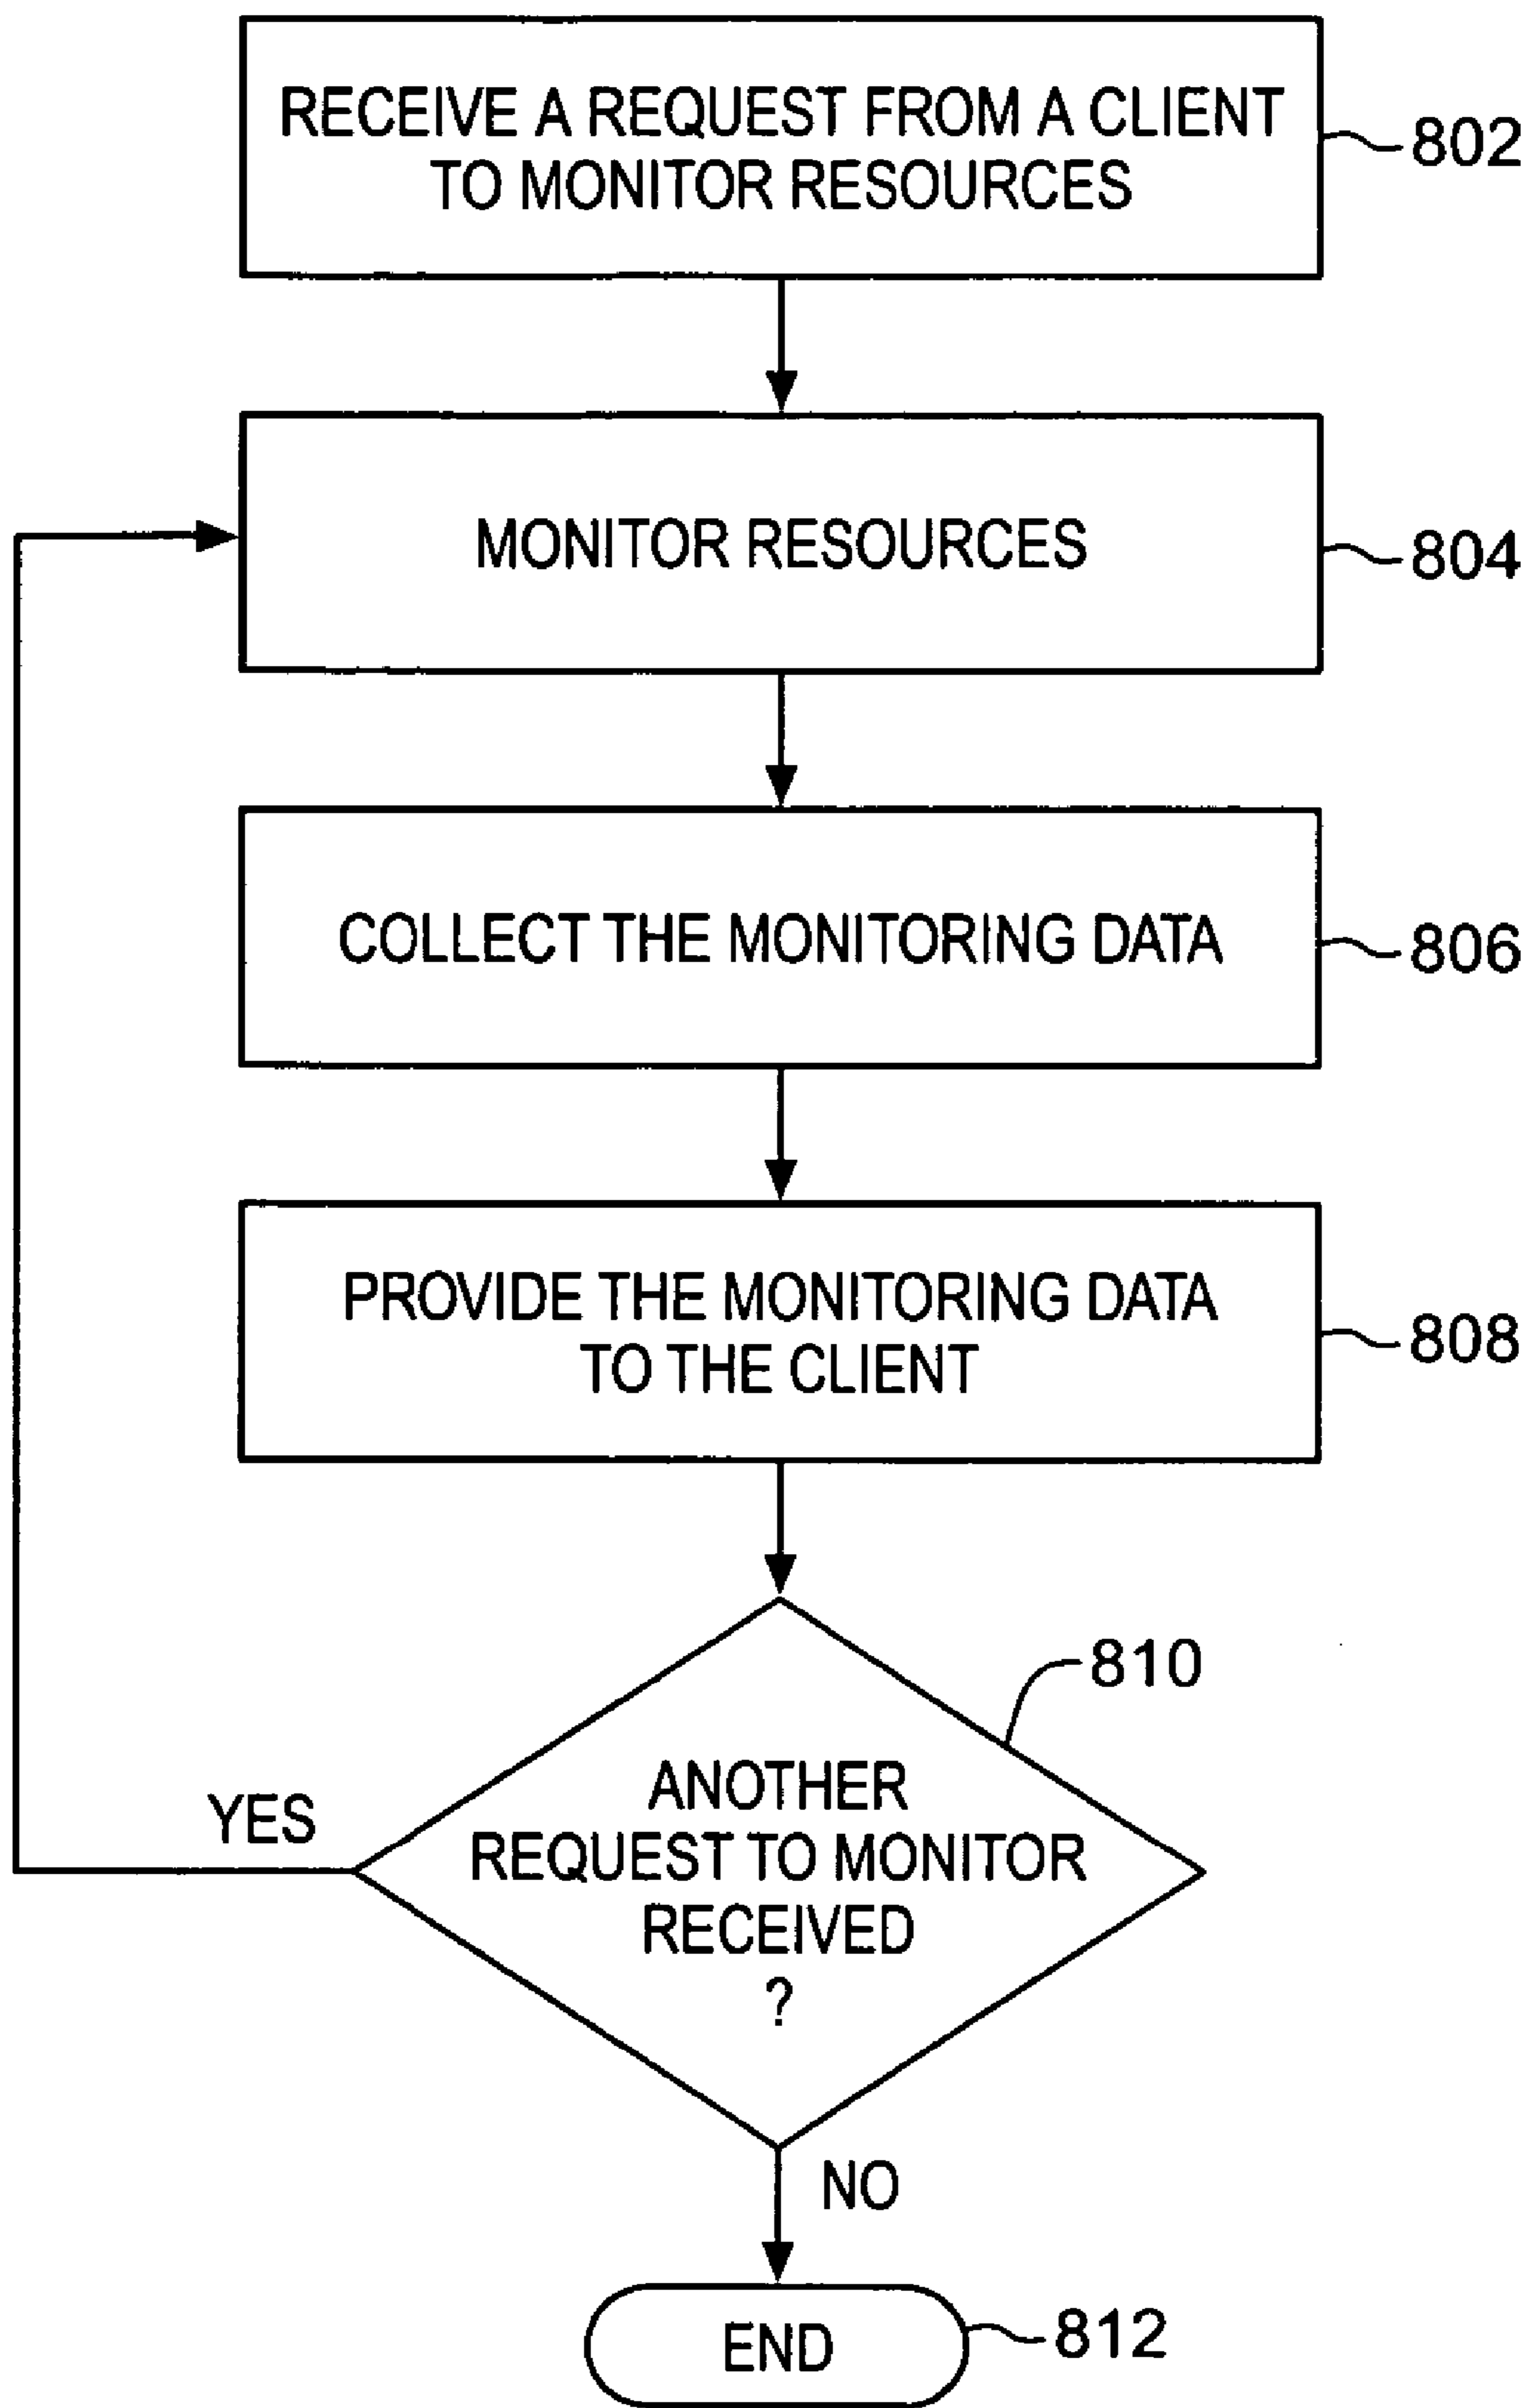 RECEIVE A REQUEST FROM A CLIENT
TO MONITOR RESOURCES
802
MONITOR RESOURCES
804
COLLECT THE MONITORING DATA
806
PROVIDE THE MONITORING DATA
TO THE CLIENT
808
810
ANOTHER
REQUEST TO MONITOR
RECEIVED
?
YES
NO
END
812